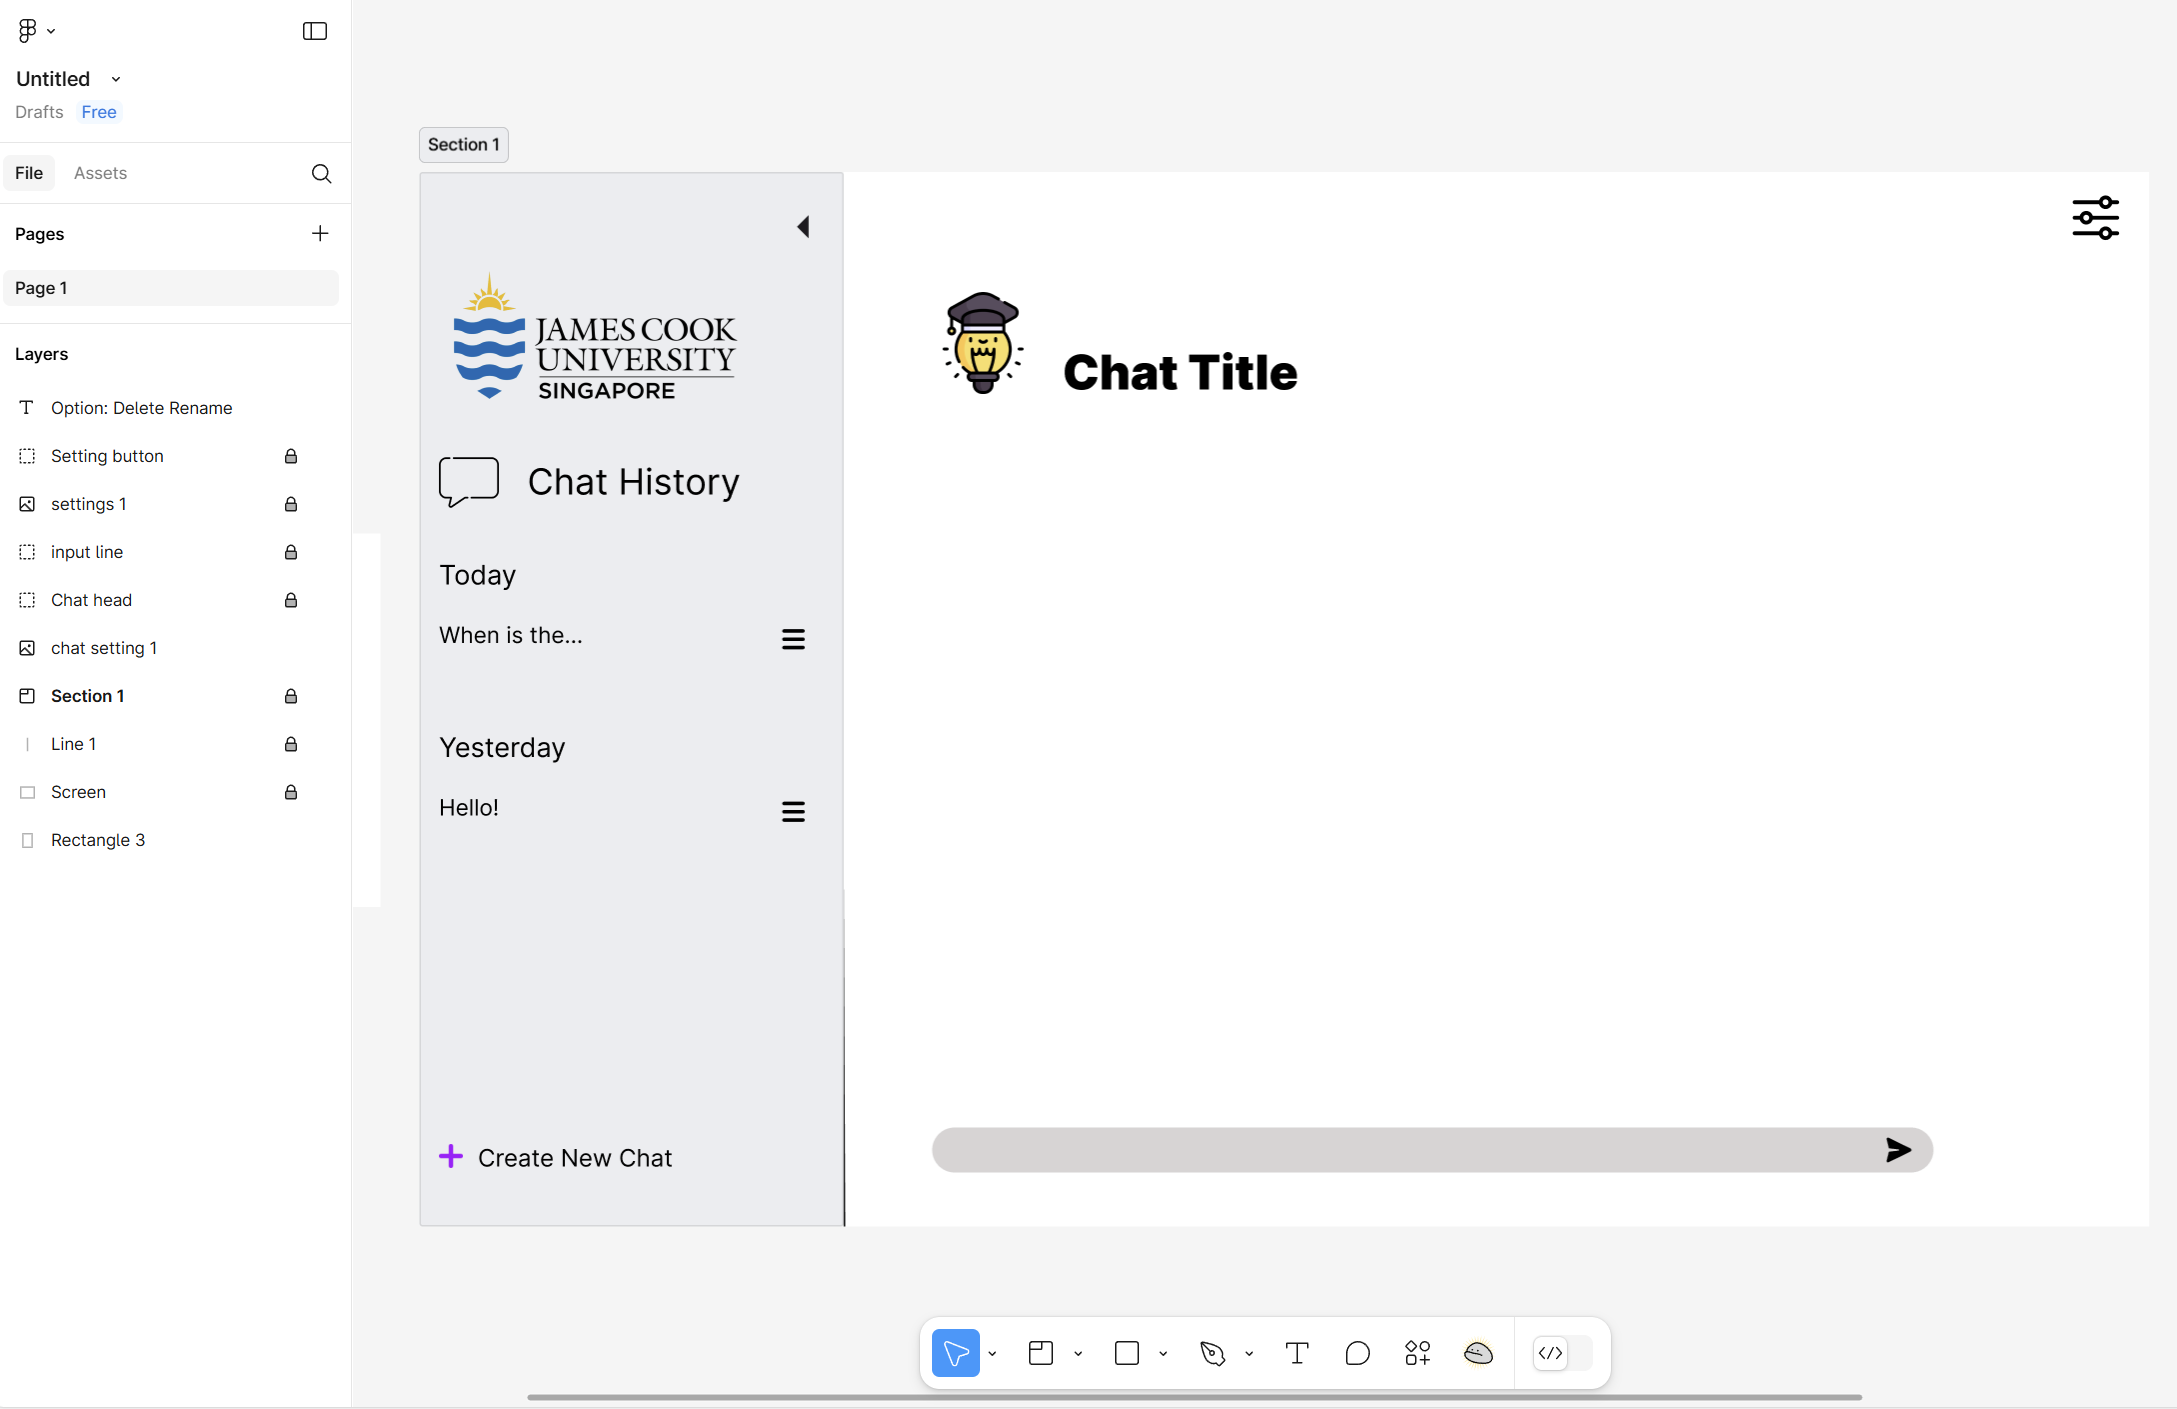 Untitled
Drafts Free
File Assets
Pages
Page 1
Layers
Option: Delete Rename
Setting button
settings 1
input line
Chat head
chat setting 1
Section 1
Line 1
Screen
Rectangle 3
Section 1
JAMES COOK
UNIVERSITY
SINGAPORE
Chat History
Today
When is the...
Yesterday
Hello!
Create New Chat
Chat Title